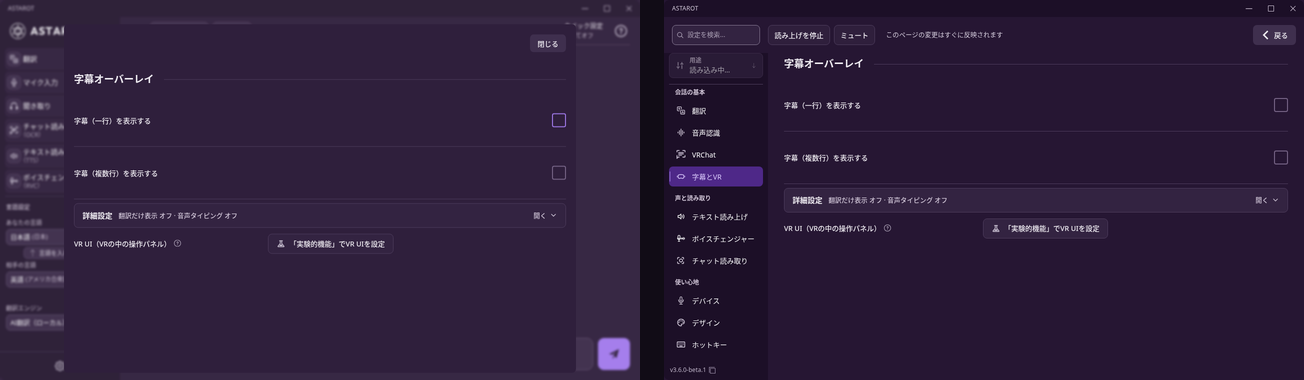 ASTAROT
ASTAR
翻訳
マイク入力
聞き取り
閉じる
字幕オーバーレイ
字幕（一行）を表示する
字幕（複数行）を表示する
詳細設定 翻訳だけ表示 オフ · 音声タイピング オフ 開く
VR UI（VRの中の操作パネル） ? 「実験的機能」でVR UIを設定
ASTAROT
設定を検索...
読み上げを停止
ミュート
このページの変更はすぐに反映されます
戻る
用途
読み込み中...
会話の基本
翻訳
音声認識
VRChat
字幕とVR
声と読み取り
テキスト読み上げ
ボイスチェンジャー
チャット読み取り
使い心地
デバイス
デザイン
ホットキー
v3.6.0-beta.1
字幕オーバーレイ
字幕（一行）を表示する
字幕（複数行）を表示する
詳細設定 翻訳だけ表示 オフ · 音声タイピング オフ 開く
VR UI（VRの中の操作パネル） ? 「実験的機能」でVR UIを設定